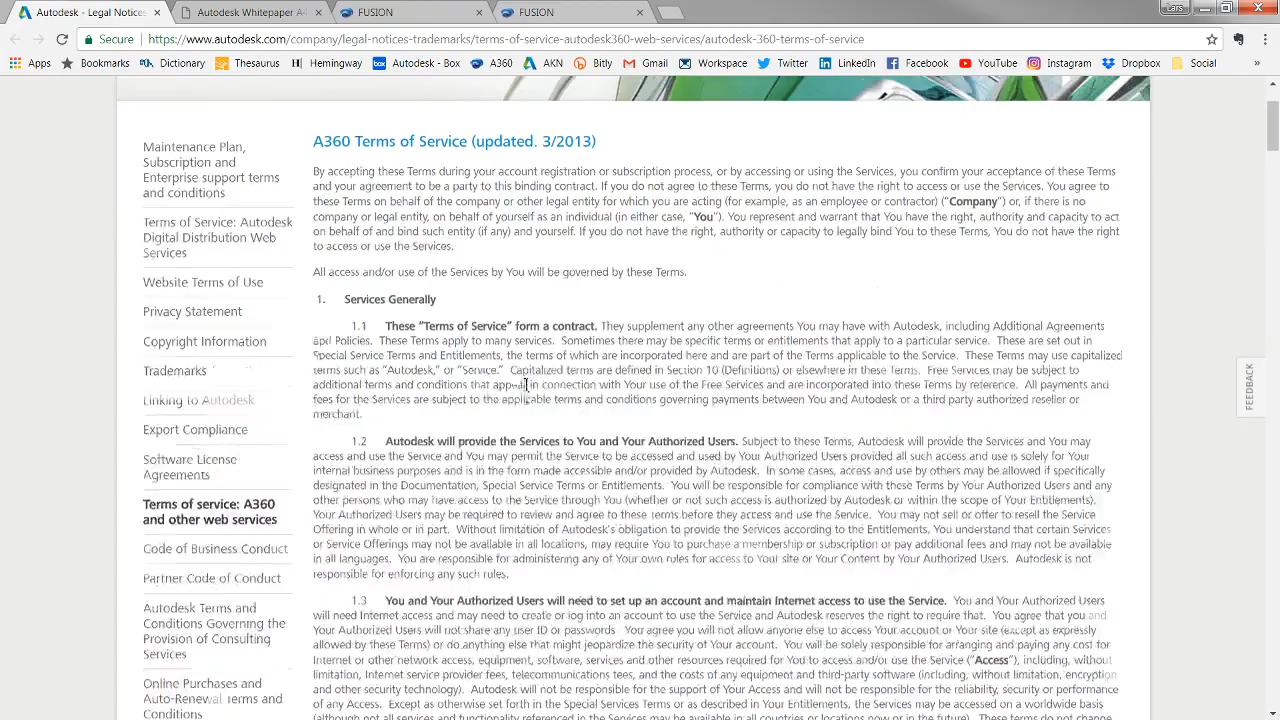 Autodesk - Legal Notices
Autodesk Whitepaper A4
FUSION
FUSION
Lars
Secure
https://www.autodesk.com/company/legal-notices-trademarks/terms-of-service-autodesk360-web-services/autodesk-360-terms-of-service
Apps Bookmarks Dictionary Thesaurus Hemingway Autodesk - Box A360 AKN Bitly Gmail Workspace Twitter LinkedIn Facebook YouTube Instagram Dropbox Social »
Maintenance Plan,
Subscription and
Enterprise support terms
and conditions
Terms of Service: Autodesk
Digital Distribution Web
Services
Website Terms of Use
Privacy Statement
Copyright Information
Trademarks
Linking to Autodesk
Export Compliance
Software License
Agreements
Terms of service: A360
and other web services
Code of Business Conduct
Partner Code of Conduct
Autodesk Terms and
Conditions Governing the
Provision of Consulting
Services
Online Purchases and
Auto-Renewal Terms and
Conditions
A360 Terms of Service (updated. 3/2013)
By accepting these Terms during your account registration or subscription process, or by accessing or using the Services, you confirm your acceptance of these Terms
and your agreement to be a party to this binding contract. If you do not agree to these Terms, you do not have the right to access or use the Services. You agree to
these Terms on behalf of the company or other legal entity for which you are acting (for example, as an employee or contractor) ("Company") or, if there is no
company or legal entity, on behalf of yourself as an individual (in either case, "You"). You represent and warrant that You have the right, authority and capacity to act
on behalf of and bind such entity (if any) and yourself. If you do not have the right, authority or capacity to legally bind You to these Terms, You do not have the right
to access or use the Services.
All access and/or use of the Services by You will be governed by these Terms.
1. Services Generally
1.1 These "Terms of Service" form a contract. They supplement any other agreements You may have with Autodesk, including Additional Agreements
and Policies. These Terms apply to many services. Sometimes there may be specific terms or entitlements that apply to a particular service. These are set out in
Special Service Terms and Entitlements, the terms of which are incorporated here and are part of the Terms applicable to the Service. These Terms may use capitalized
terms such as "Autodesk," or "Service." Capitalized terms are defined in Section 10 (Definitions) or elsewhere in these Terms. Free Services may be subject to
additional terms and conditions that appear in connection with Your use of the Free Services and are incorporated into these Terms by reference. All payments and
fees for the Services are subject to the applicable terms and conditions governing payments between You and Autodesk or a third party authorized reseller or
merchant.
1.2 Autodesk will provide the Services to You and Your Authorized Users. Subject to these Terms, Autodesk will provide the Services and You may
access and use the Service and You may permit the Service to be accessed and used by Your Authorized Users provided all such access and use is solely for Your
internal business purposes and is in the form made accessible and/or provided by Autodesk. In some cases, access and use by others may be allowed if specifically
designated in the Documentation, Special Service Terms or Entitlements. You will be responsible for compliance with these Terms by Your Authorized Users and any
other persons who may have access to the Service through You (whether or not such access is authorized by Autodesk or within the scope of Your Entitlements).
Your Authorized Users may be required to review and agree to these terms before they access and use the Service. You may not sell or offer to resell the Service
Offering in whole or in part. Without limitation of Autodesk's obligation to provide the Services according to the Entitlements, You understand that certain Services
or Service Offerings may not be available in all locations, may require You to purchase a membership or subscription or pay additional fees and may not be available
in all languages. You are responsible for administering any of Your own rules for access to Your site or Your Content by Your Authorized Users. Autodesk is not
responsible for enforcing any such rules.
1.3 You and Your Authorized Users will need to set up an account and maintain Internet access to use the Service. You and Your Authorized Users
will need Internet access and may need to create or log into an account to use the Service and Autodesk reserves the right to require that. You agree that you and
Your Authorized Users will not share any user ID or passwords You agree you will not allow anyone else to access Your account or Your site (except as expressly
allowed by these Terms) or do anything else that might jeopardize the security of Your account. You will be solely responsible for arranging and paying any cost for
Internet or other network access, equipment, software, services and other resources required for You to access and/or use the Service ("Access"), including, without
limitation, Internet service provider fees, telecommunications fees, and the costs of any equipment and third-party software (including, without limitation, encryption
and other security technology). Autodesk will not be responsible for the support of Your Access and will not be responsible for the reliability, security or performance
of any Access. Except as otherwise set forth in the Special Services Terms or as described in Your Entitlements, the Services may be accessed on a worldwide basis
(although not all services and functionality referenced in the Services may be available in all countries or locations now or in the future). These terms do not change
FEEDBACK